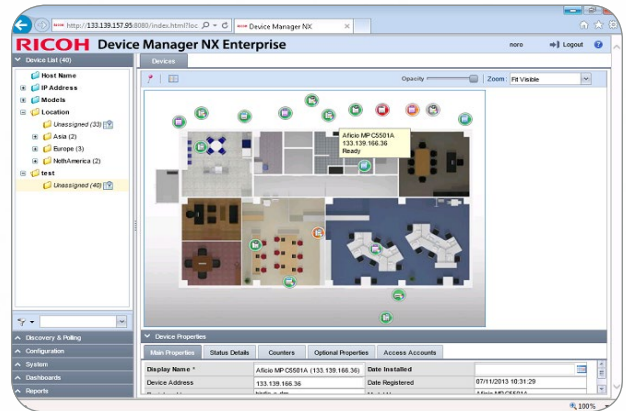 http://133.139.157.95:8080/index.html?loc
Device Manager NX
RICOH Device Manager NX Enterprise
noro
Logout
Device List (40)
Devices
Host Name
IP Address
Models
Location
Unassigned (33)
Asia (2)
Europe (3)
NothAmerica (2)
test
Unassigned (40)
Opacity
Zoom: Fit Visible
Aficio MP C5501A
133.139.166.36
Ready
Discovery & Polling
Configuration
System
Dashboards
Reports
Device Properties
Main Properties
Status Details
Counters
Optional Properties
Access Accounts
Display Name *
Aficio MP C5501A (133.139.166.36)
Date Installed
Device Address
133.139.166.36
Date Registered
07/11/2013 10:31:29
100%